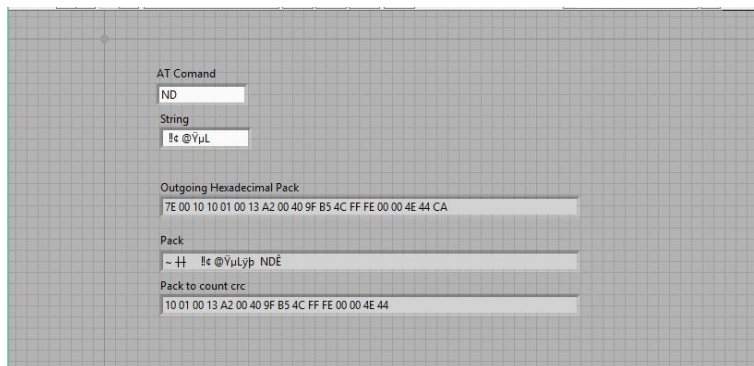 AT Comand
ND
String
‼¢ @ŸµL
Outgoing Hexadecimal Pack
7E 00 10 10 01 00 13 A2 00 40 9F B5 4C FF FE 00 00 4E 44 CA
Pack
~ ‼¢ @ŸµLÿþ NDÊ
Pack to count crc
10 01 00 13 A2 00 40 9F B5 4C FF FE 00 00 4E 44